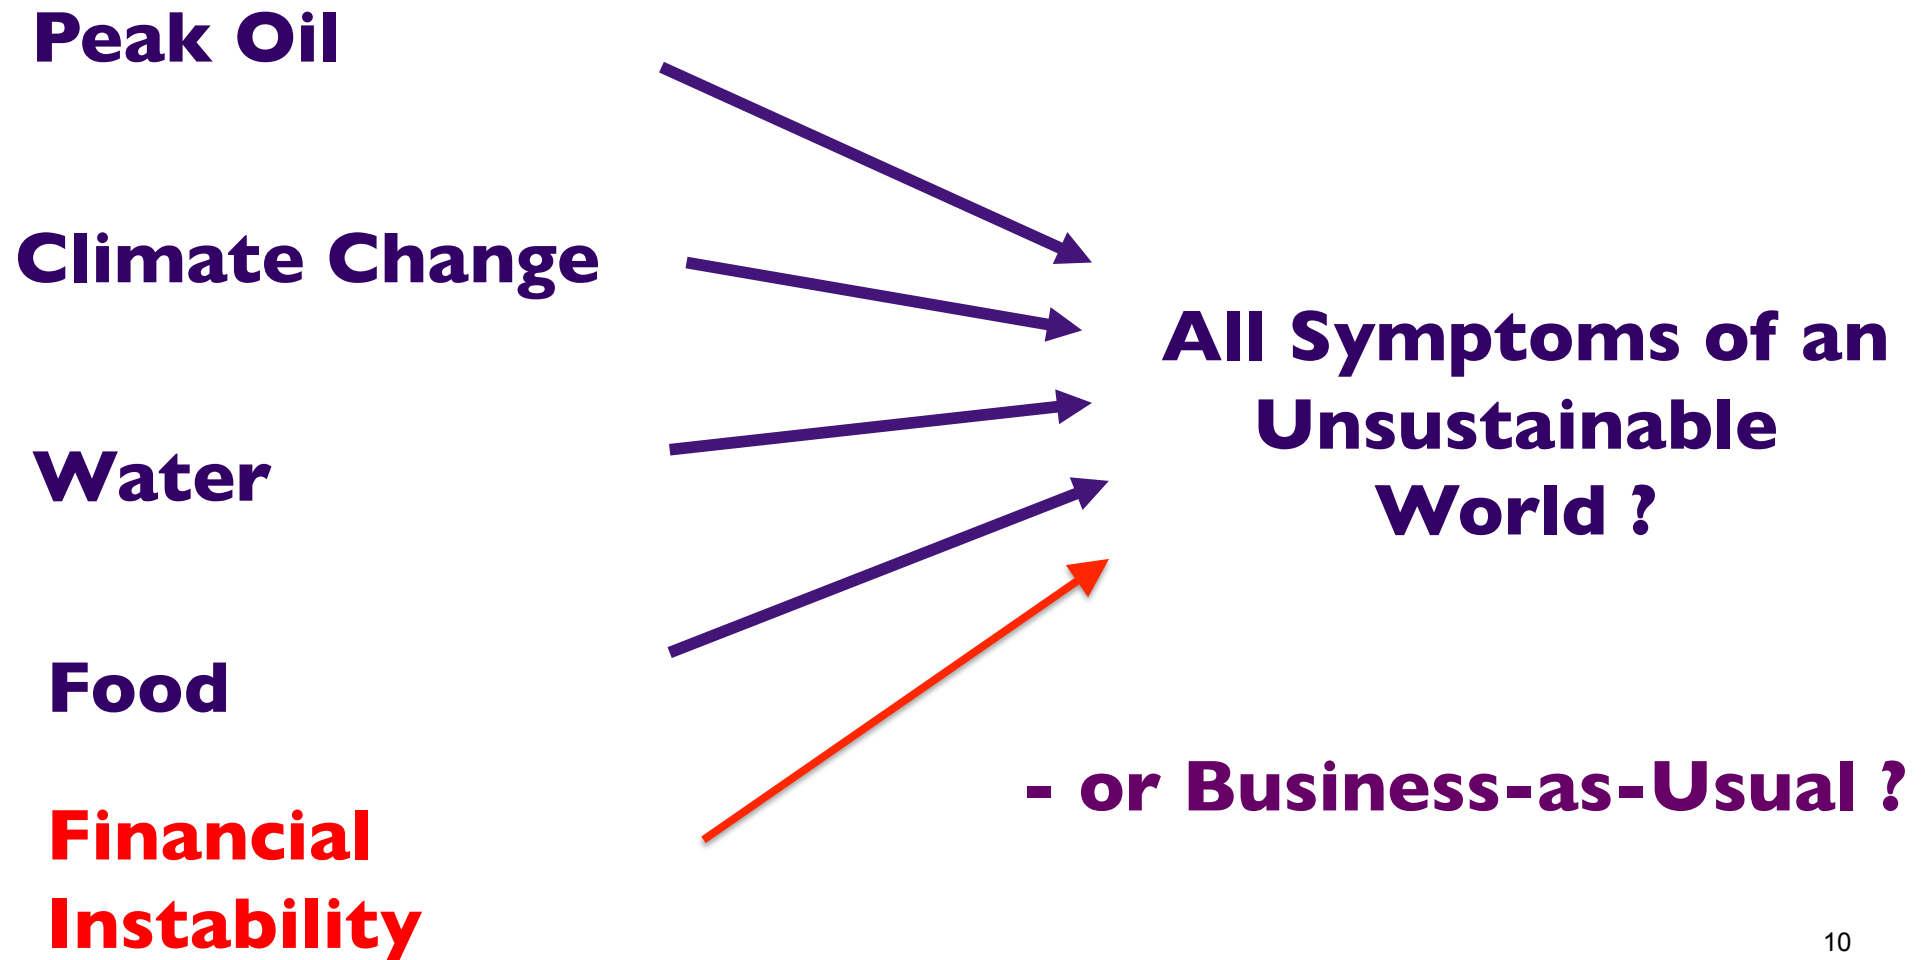 Peak Oil
Climate Change
Water
Food
Financial
Instability
All Symptoms of an
Unsustainable
World ?
- or Business-as-Usual ?
10